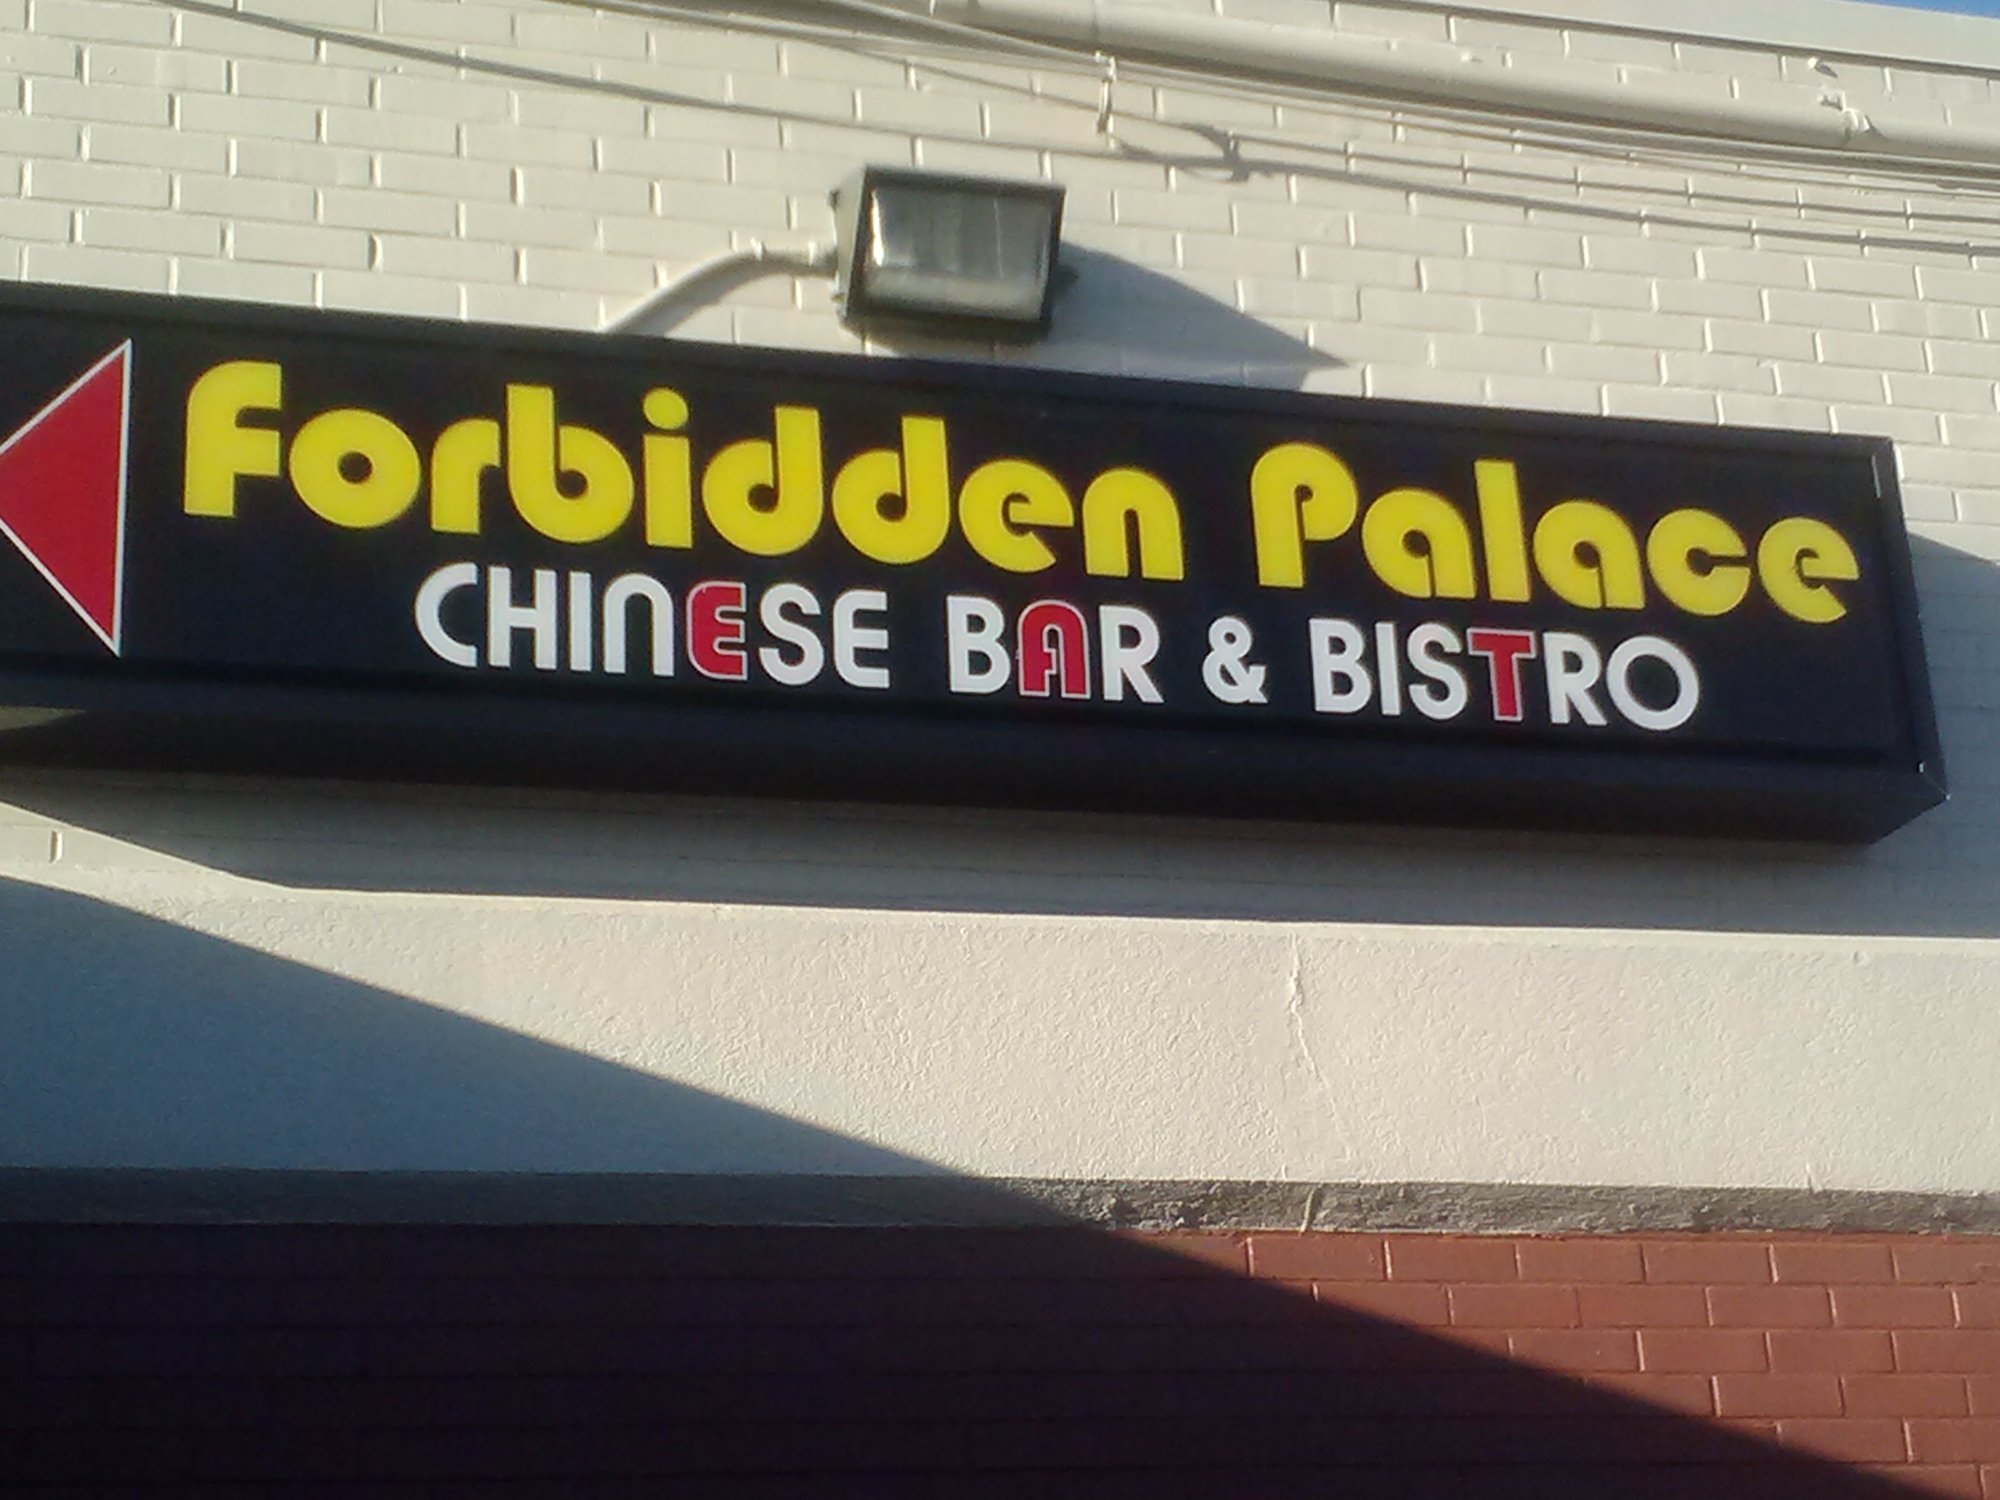 Forbidden Palace
CHINESE BAR & BISTRO